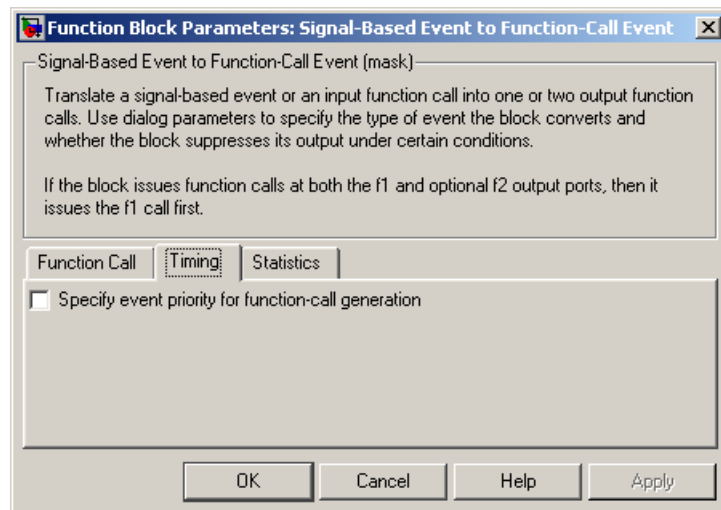 Function Block Parameters: Signal-Based Event to Function-Call Event
Signal-Based Event to Function-Call Event (mask)
Translate a signal-based event or an input function call into one or two output function
calls. Use dialog parameters to specify the type of event the block converts and
whether the block suppresses its output under certain conditions.
If the block issues function calls at both the f1 and optional f2 output ports, then it
issues the f1 call first.
Function Call Timing Statistics
Specify event priority for function-call generation
OK Cancel Help Apply